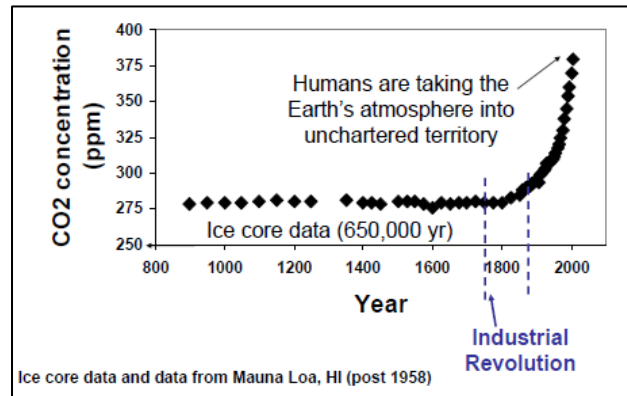 400
375
350
325
300
275
250
CO2 concentration
(ppm)
Humans are taking the
Earth's atmosphere into
unchartered territory
Ice core data (650,000 yr)
800 1000 1200 1400 1600 1800 2000
Year
Industrial
Revolution
Ice core data and data from Mauna Loa, HI (post 1958)